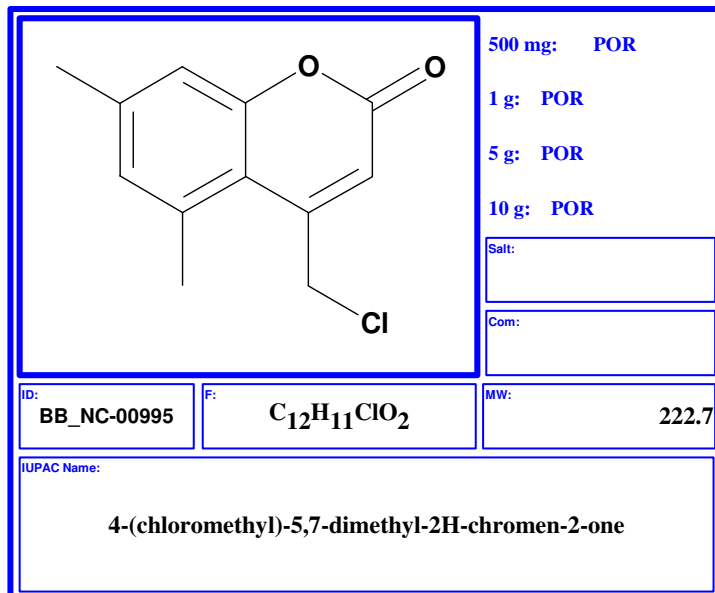 O
O
Cl
500 mg: POR
1 g: POR
5 g: POR
10 g: POR
Salt:
Com:
ID:
BB_NC-00995
F:
C12H11ClO2
MW:
222.7
IUPAC Name:
4-(chloromethyl)-5,7-dimethyl-2H-chromen-2-one